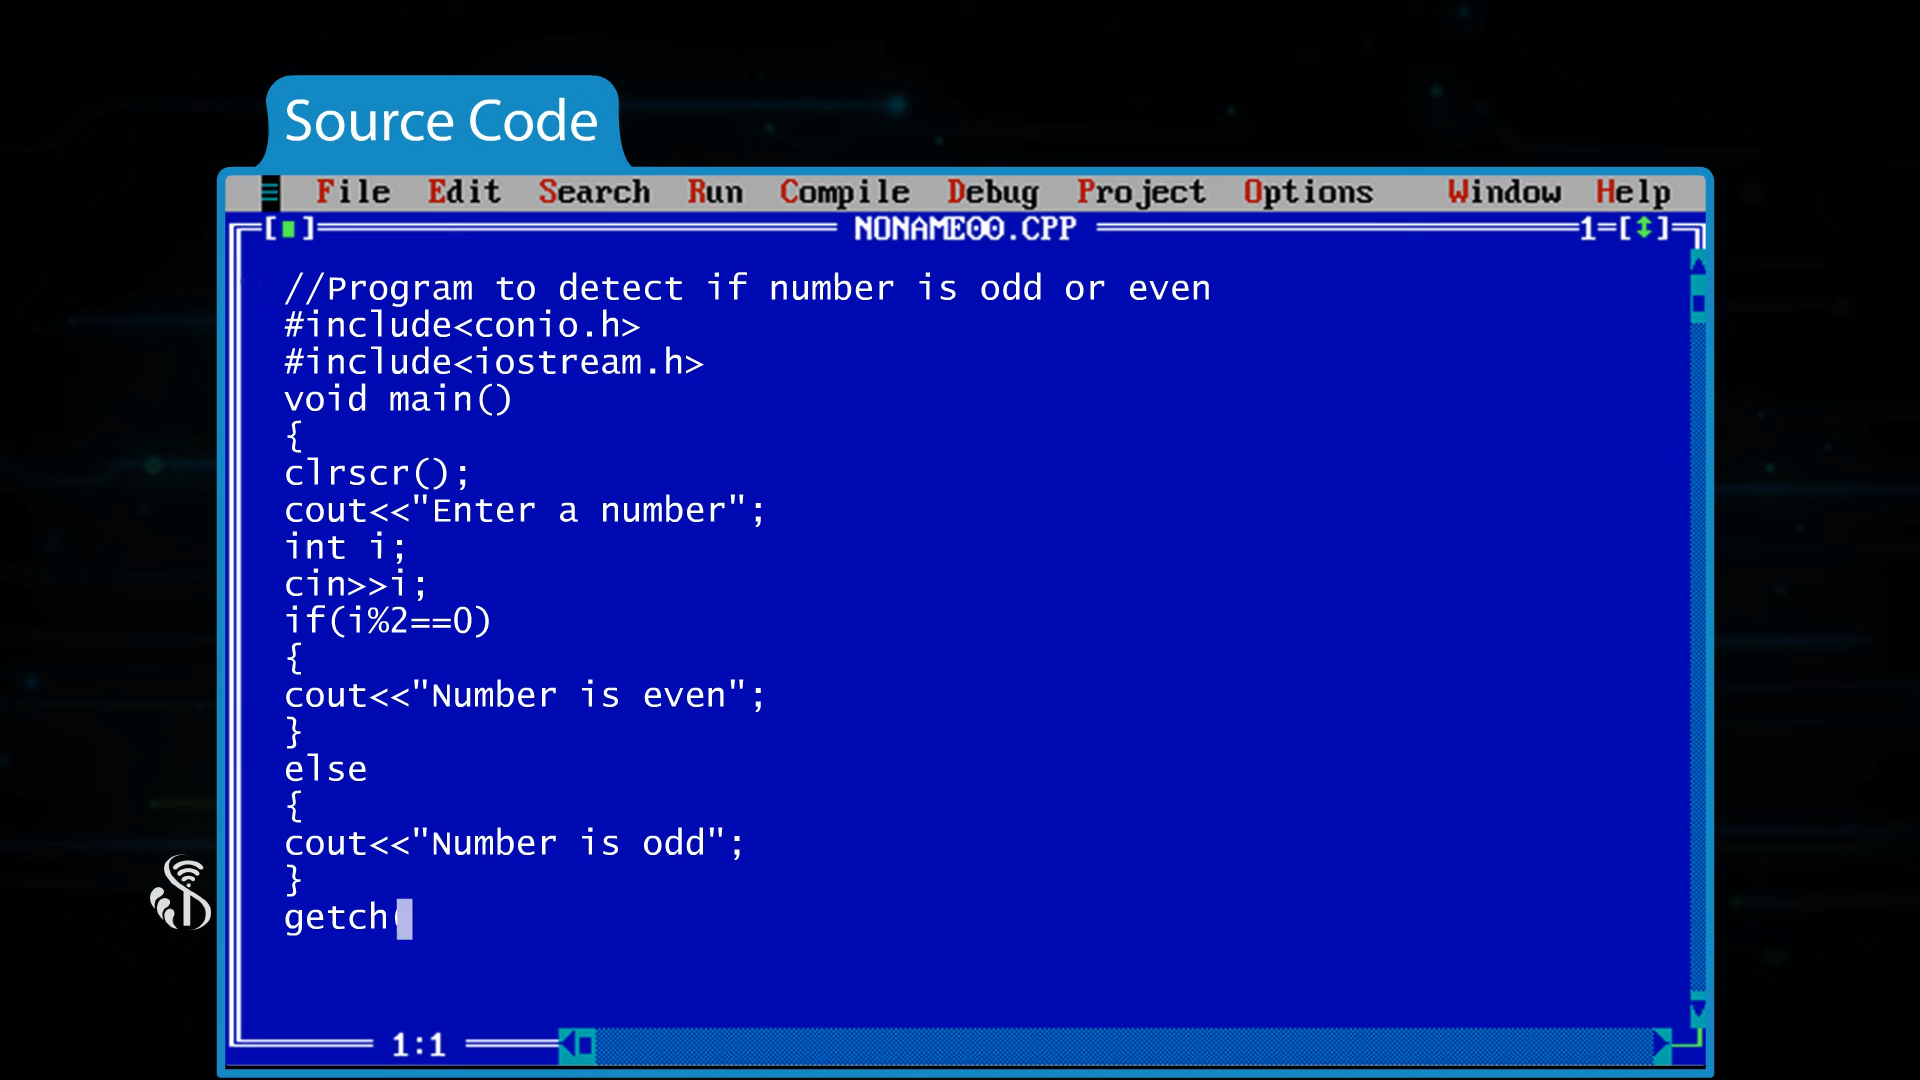 Source Code
≡ File Edit Search Run Compile Debug Project Options Window Help
[■] NONAME00.CPP 1=[↕]
//Program to detect if number is odd or even
#include<conio.h>
#include<iostream.h>
void main()
{
clrscr();
cout<<"Enter a number";
int i;
cin>>i;
if(i%2==0)
{
cout<<"Number is even";
}
else
{
cout<<"Number is odd";
}
getch(
1:1